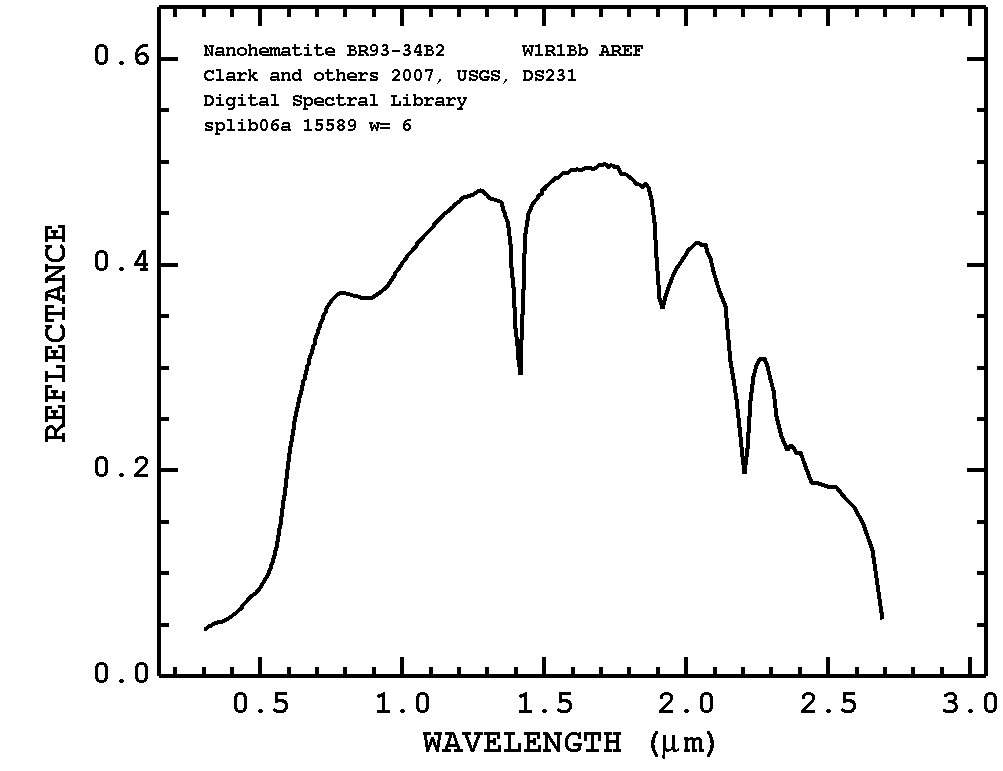 Nanohematite BR93-34B2 W1R1Bb AREF
Clark and others 2007, USGS, DS231
Digital Spectral Library
splib06a 15589 w= 6
0.6
0.4
0.2
0.0
REFLECTANCE
0.5 1.0 1.5 2.0 2.5 3.0
WAVELENGTH (μm)